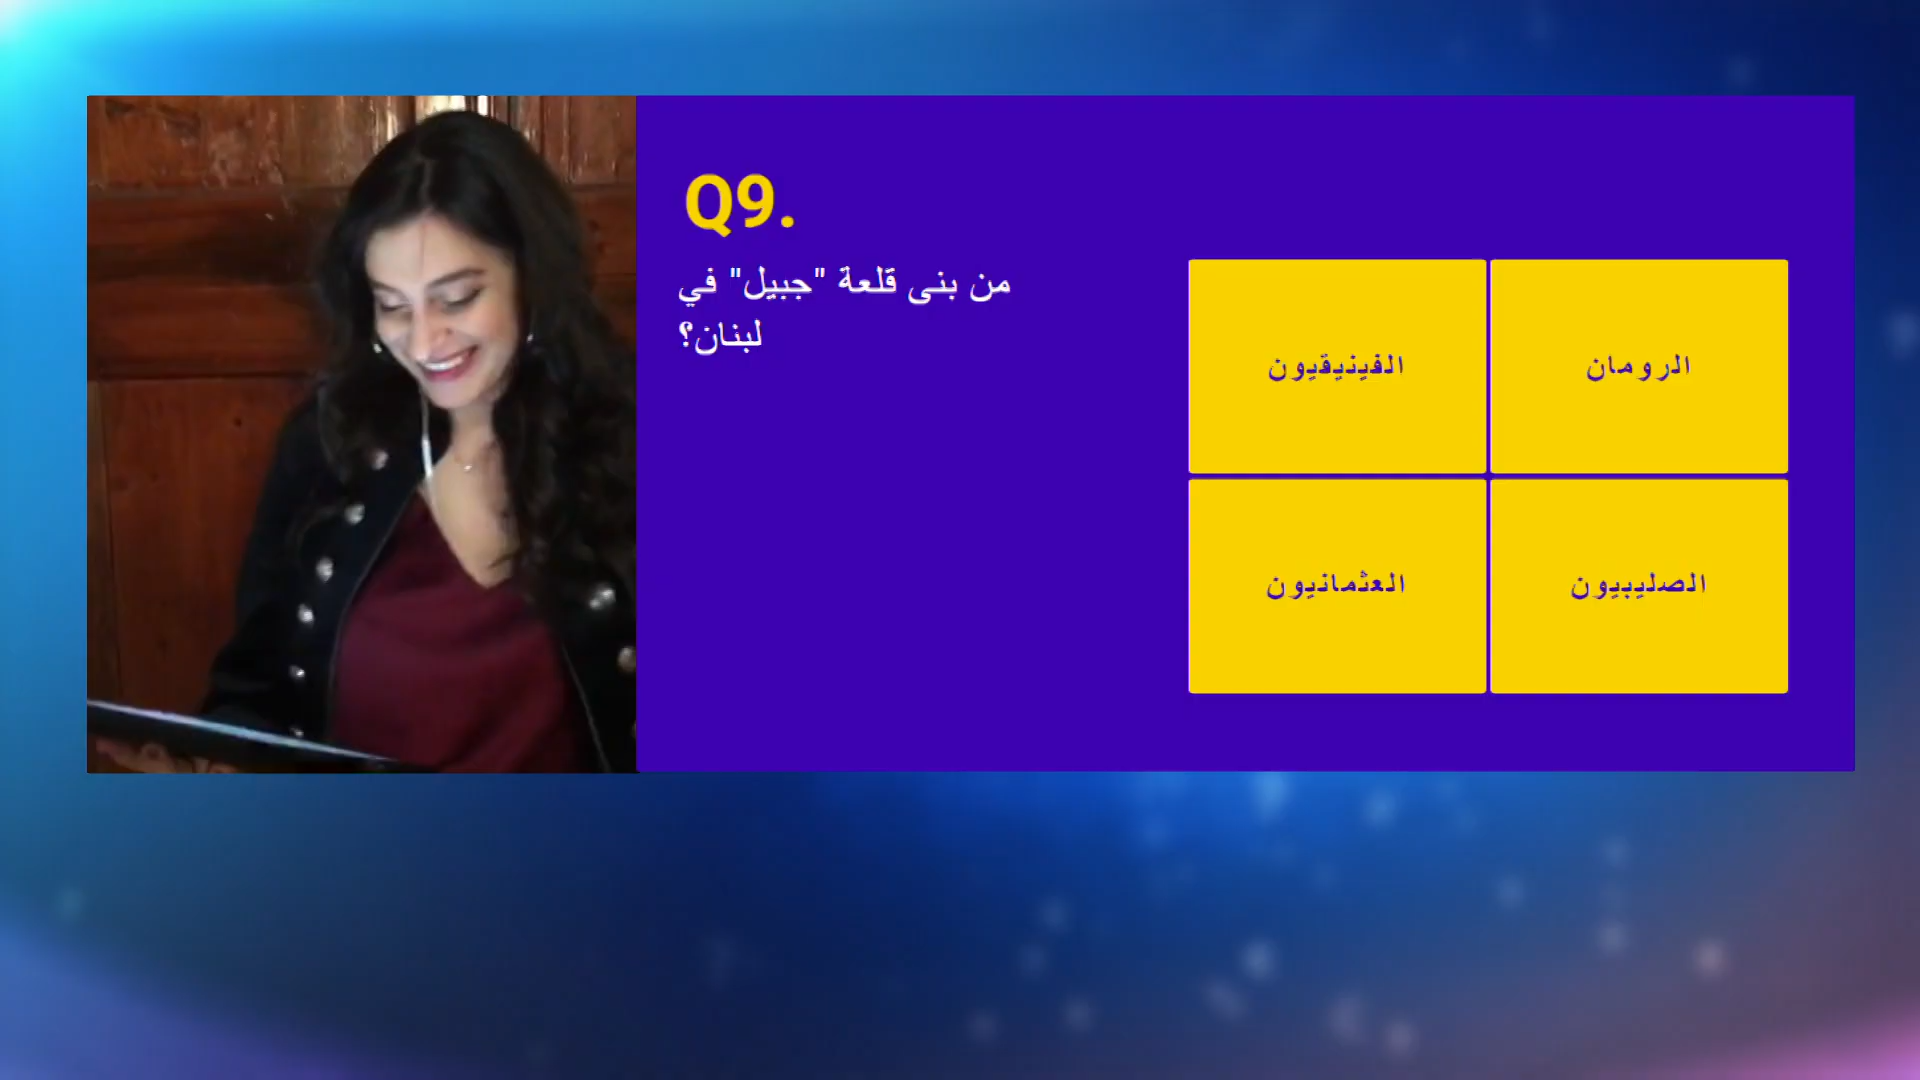 Q9.
من بنى قلعة "جبيل" في
لبنان؟
الرومان
الفينيقيون
الصليبيون
العثمانيون